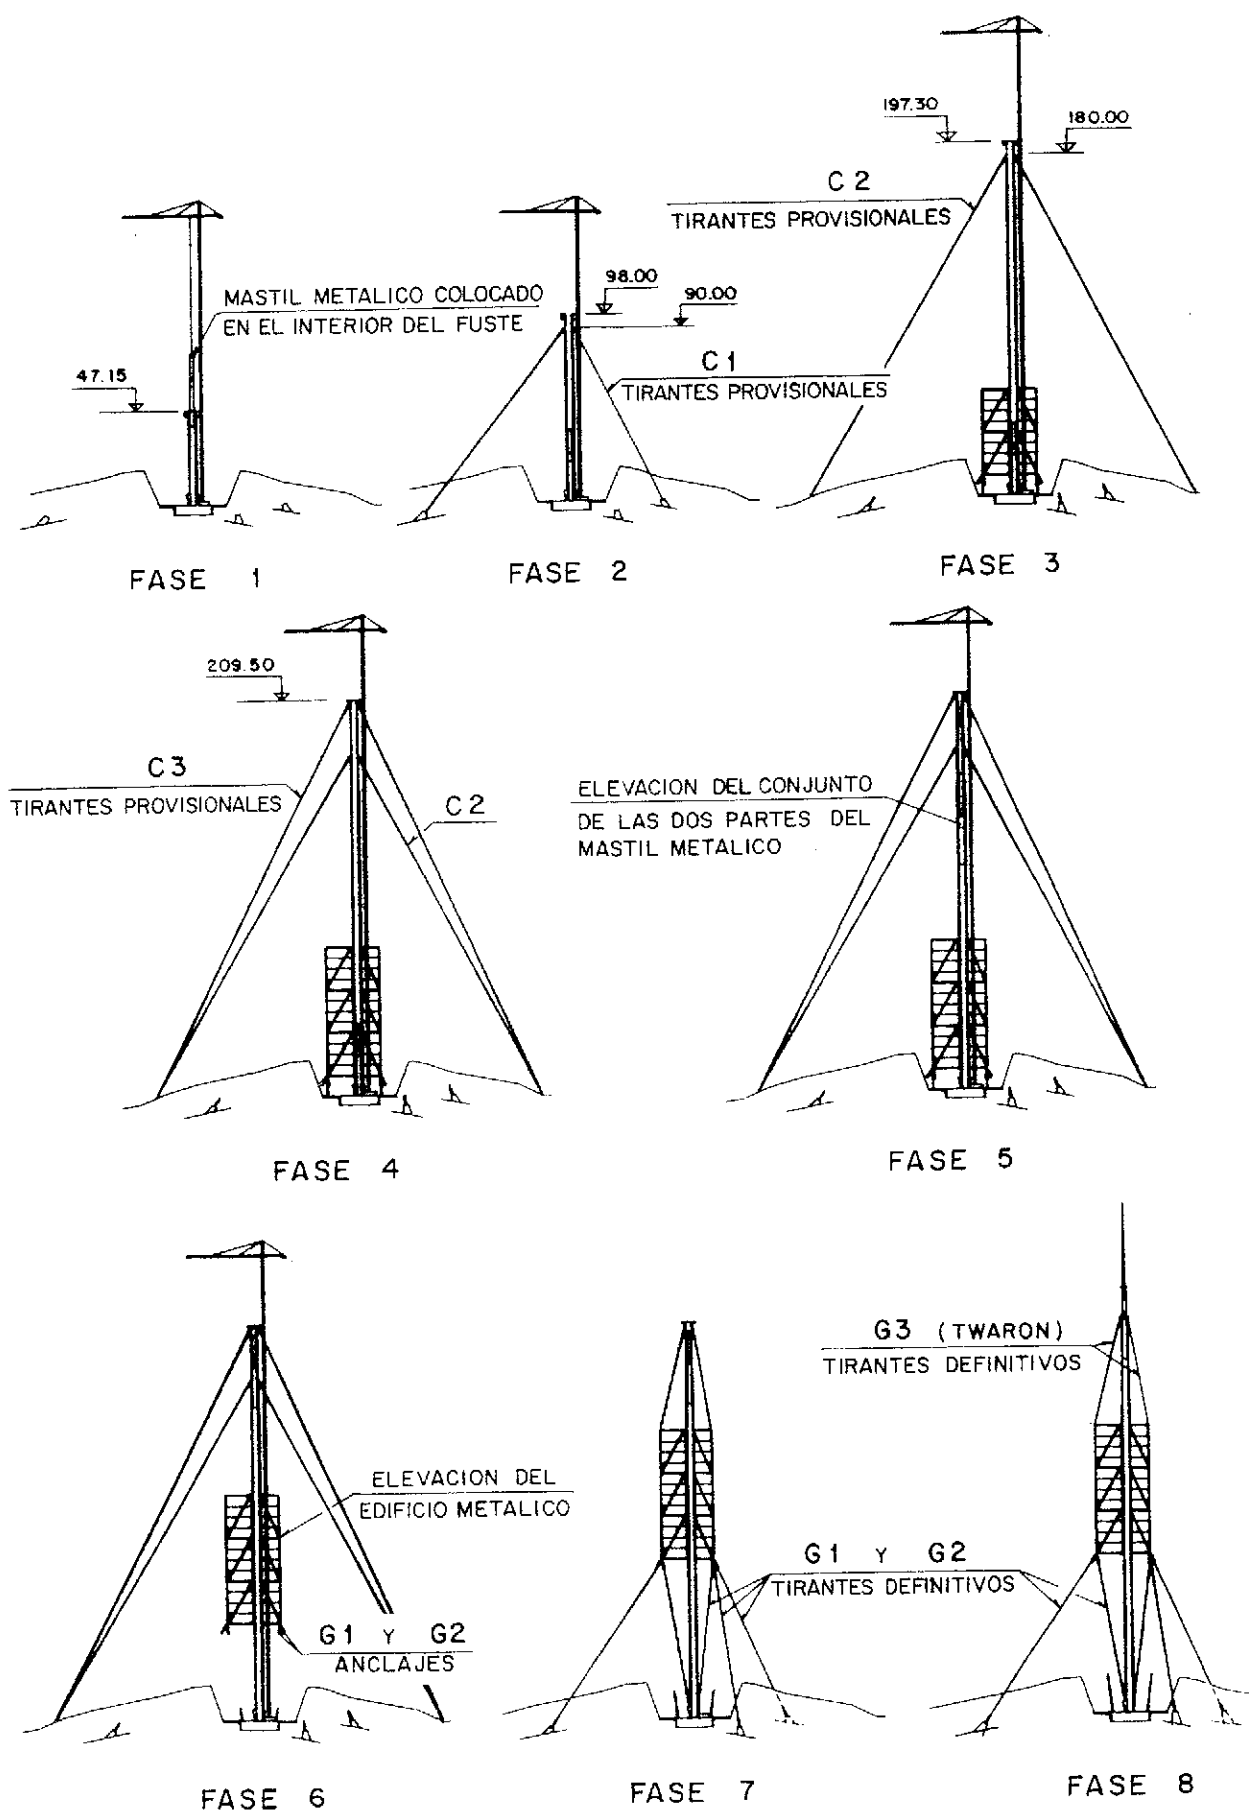 47.15
MASTIL METALICO COLOCADO
EN EL INTERIOR DEL FUSTE
FASE 1
98.00
90.00
C1
TIRANTES PROVISIONALES
FASE 2
197.30
180.00
C2
TIRANTES PROVISIONALES
FASE 3
209.50
C3
TIRANTES PROVISIONALES
C2
FASE 4
ELEVACION DEL CONJUNTO
DE LAS DOS PARTES DEL
MASTIL METALICO
FASE 5
ELEVACION DEL
EDIFICIO METALICO
G1 Y G2
ANCLAJES
FASE 6
G1 Y G2
TIRANTES DEFINITIVOS
FASE 7
G3 (TWARON)
TIRANTES DEFINITIVOS
FASE 8